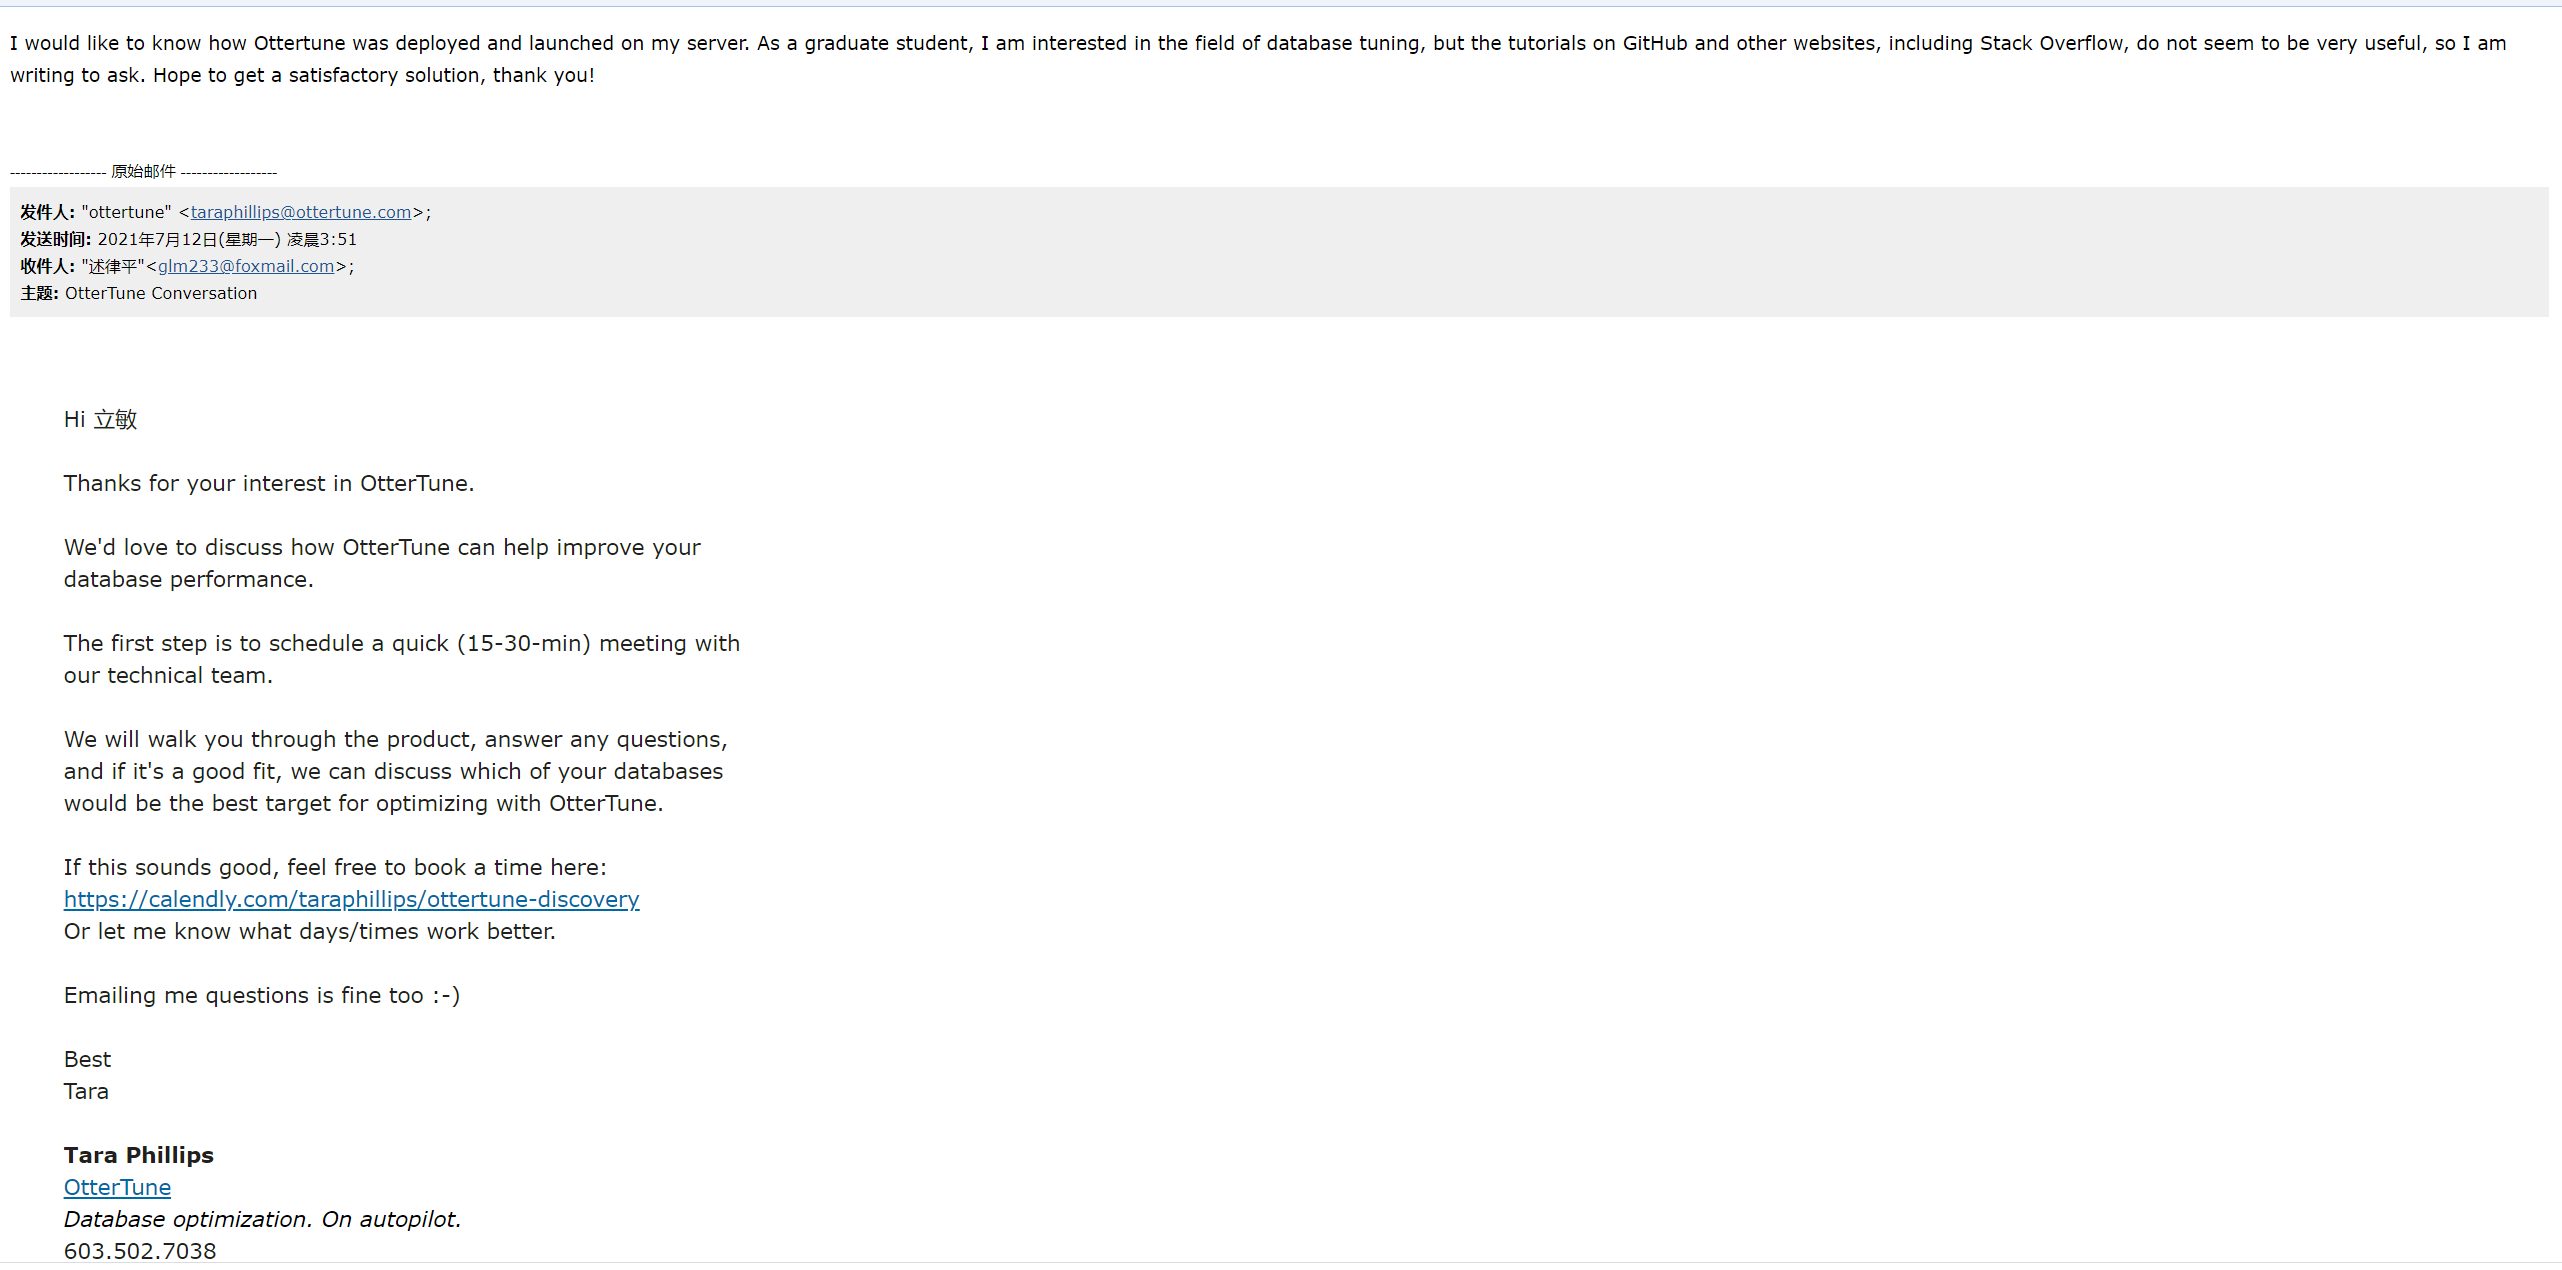 I would like to know how Ottertune was deployed and launched on my server. As a graduate student, I am interested in the field of database tuning, but the tutorials on GitHub and other websites, including Stack Overflow, do not seem to be very useful, so I am
writing to ask. Hope to get a satisfactory solution, thank you!
------------------ 原始邮件 ------------------
发件人: "ottertune" <taraphillips@ottertune.com>;
发送时间: 2021年7月12日(星期一) 凌晨3:51
收件人: "述律平"<glm233@foxmail.com>;
主题: OtterTune Conversation
Hi 立敏
Thanks for your interest in OtterTune.
We'd love to discuss how OtterTune can help improve your
database performance.
The first step is to schedule a quick (15-30-min) meeting with
our technical team.
We will walk you through the product, answer any questions,
and if it's a good fit, we can discuss which of your databases
would be the best target for optimizing with OtterTune.
If this sounds good, feel free to book a time here:
https://calendly.com/taraphillips/ottertune-discovery
Or let me know what days/times work better.
Emailing me questions is fine too :-)
Best
Tara
Tara Phillips
OtterTune
Database optimization. On autopilot.
603.502.7038